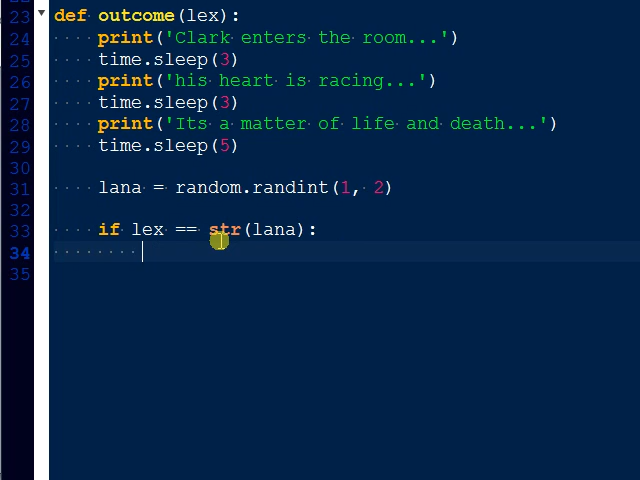 23 def outcome(lex):
24 print('Clark enters the room...')
25 time.sleep(3)
26 print('his heart is racing...')
27 time.sleep(3)
28 print('Its a matter of life and death...')
29 time.sleep(5)
30
31 lana = random.randint(1, 2)
32
33 if lex == str(lana):
34
35